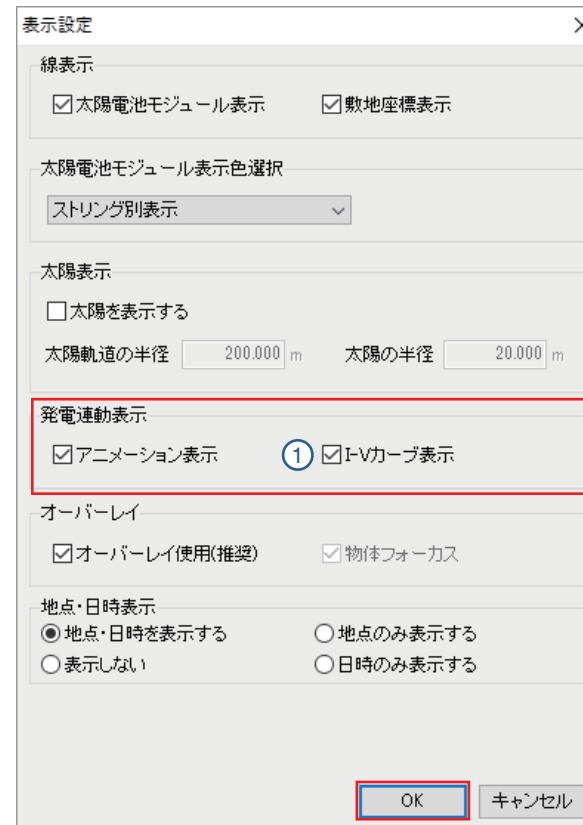 表示設定
線表示
太陽電池モジュール表示 敷地座標表示
太陽電池モジュール表示色選択
ストリング別表示
太陽表示
太陽を表示する
太陽軌道の半径 200.000 m 太陽の半径 20.000 m
発電連動表示
アニメーション表示 1 I-Vカーブ表示
オーバーレイ
オーバーレイ使用(推奨) 物体フォーカス
地点・日時表示
地点・日時を表示する 地点のみ表示する
表示しない 日時のみ表示する
OK キャンセル